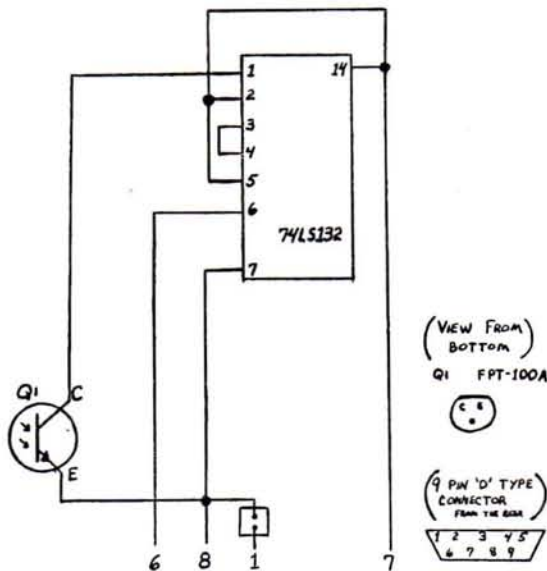 1 14
2
3
4
5
6
74LS132
7
(VIEW FROM
BOTTOM)
Q1 FPT-100A
C E
Q1 C
E
(9 PIN 'D' TYPE
CONNECTOR
FROM THE REAR)
1 2 3 4 5
6 7 8 9
6 8 1 7